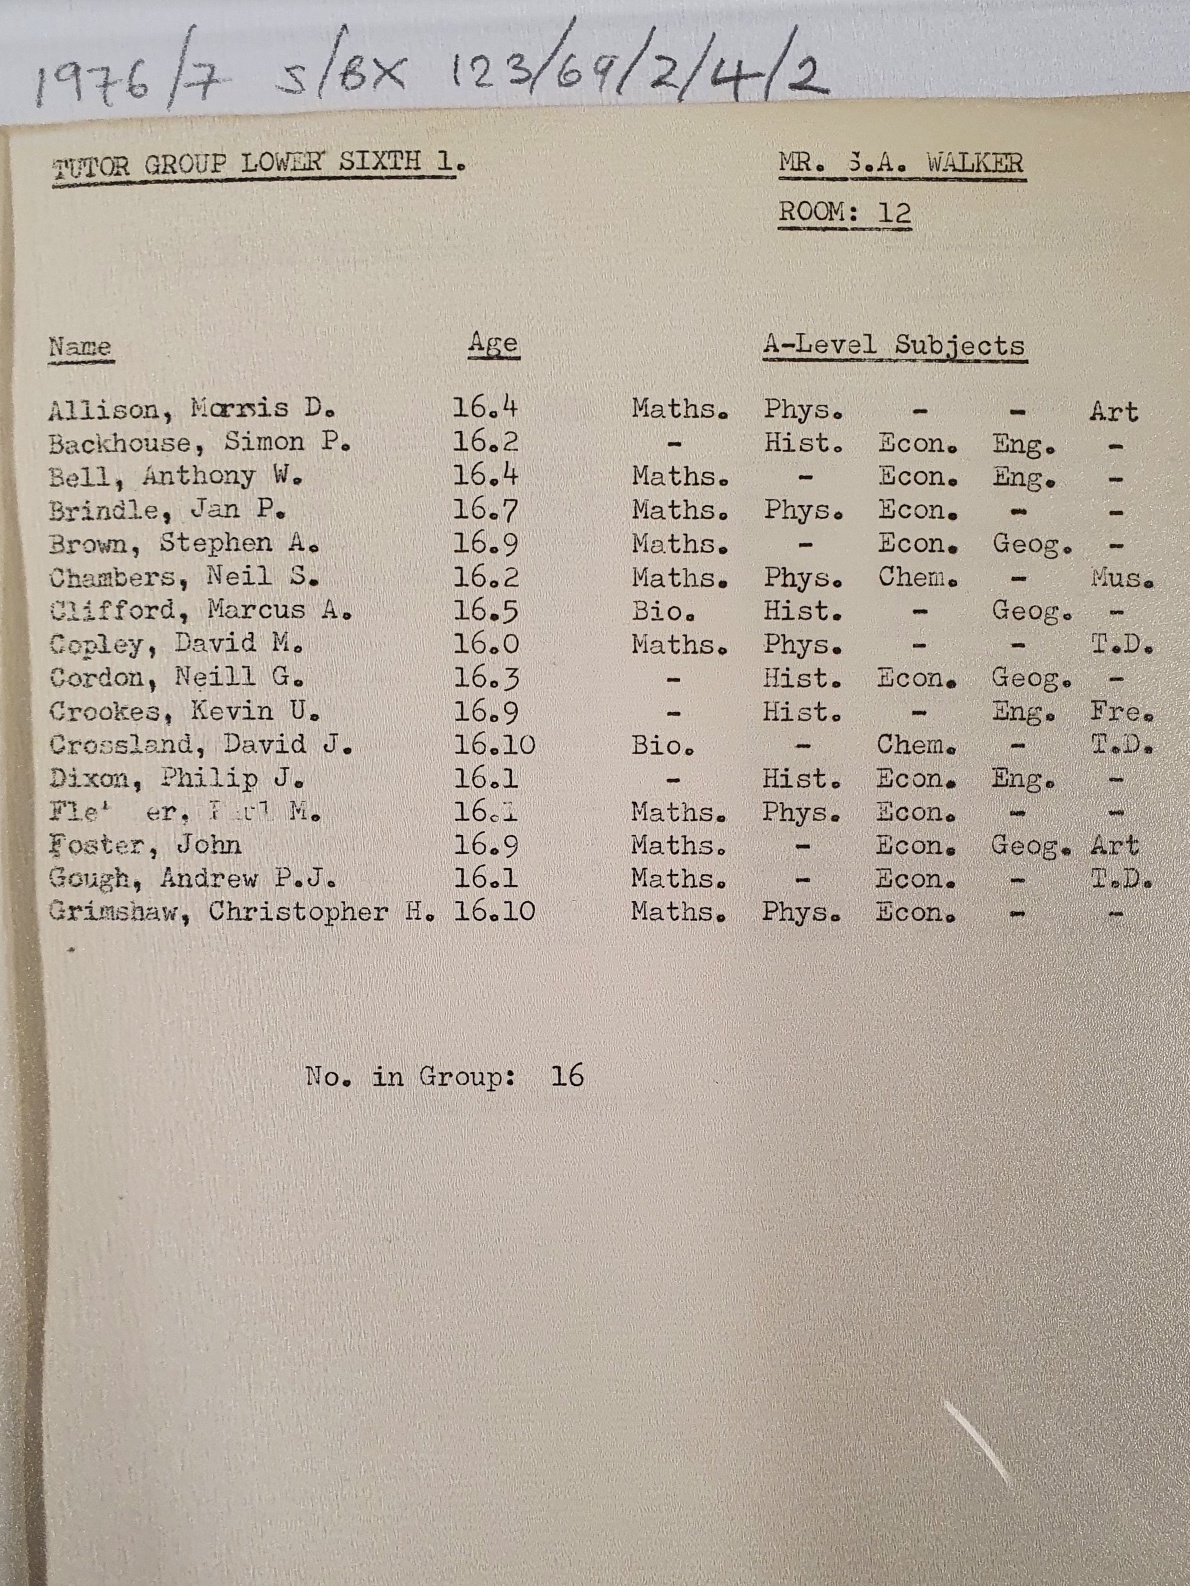 1976/7 S/BX 123/69/2/4/2
TUTOR GROUP LOWER SIXTH 1. MR. S.A. WALKER
ROOM: 12
Name Age A-Level Subjects
Allison, Morris D. 16.4 Maths. Phys. - - Art
Backhouse, Simon P. 16.2 - Hist. Econ. Eng. -
Bell, Anthony W. 16.4 Maths. - Econ. Eng. -
Brindle, Jan P. 16.7 Maths. Phys. Econ. - -
Brown, Stephen A. 16.9 Maths. - Econ. Geog. -
Chambers, Neil S. 16.2 Maths. Phys. Chem. - Mus.
Clifford, Marcus A. 16.5 Bio. Hist. - Geog. -
Copley, David M. 16.0 Maths. Phys. - - T.D.
Cordon, Neill G. 16.3 - Hist. Econ. Geog. -
Crookes, Kevin U. 16.9 - Hist. - Eng. Fre.
Crossland, David J. 16.10 Bio. - Chem. - T.D.
Dixon, Philip J. 16.1 - Hist. Econ. Eng. -
M. 16.1 Maths. Phys. Econ. - -
Foster, John 16.9 Maths. - Econ. Geog. Art
Gough, Andrew P.J. 16.1 Maths. - Econ. - T.D.
Grimshaw, Christopher H. 16.10 Maths. Phys. Econ. - -
No. in Group: 16